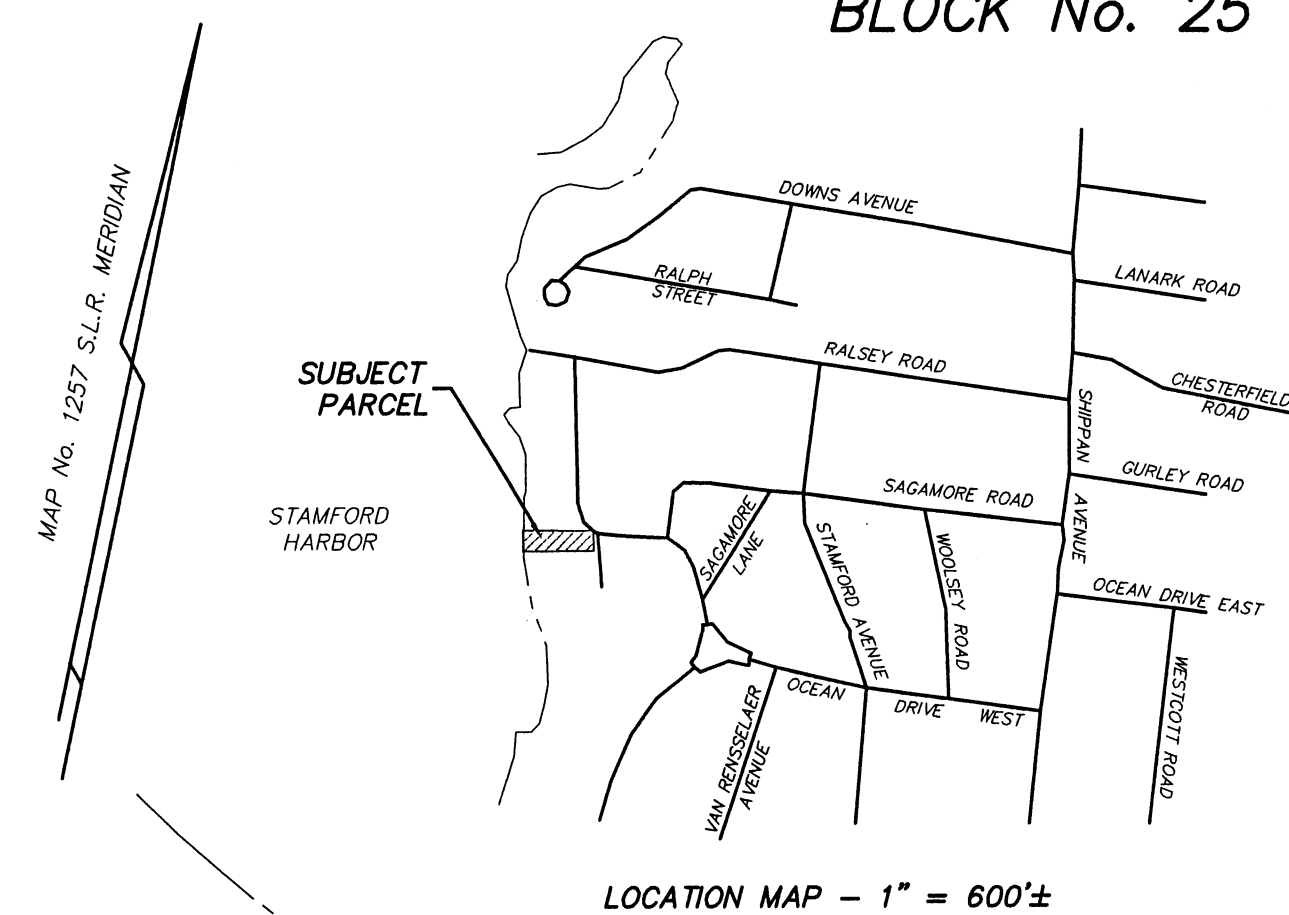 BLOCK No. 25
MAP No. 1257 S.L.R. MERIDIAN
DOWNS AVENUE
RALPH
STREET
LANARK ROAD
RALSEY ROAD
CHESTERFIELD
ROAD
SUBJECT
PARCEL
SHIPPAN
AVENUE
GURLEY ROAD
STAMFORD
HARBOR
SAGAMORE ROAD
SAGAMORE
LANE
STAMFORD AVENUE
WOOLSEY ROAD
OCEAN DRIVE EAST
WESTCOTT ROAD
OCEAN DRIVE WEST
VAN RENSSELAER
AVENUE
LOCATION MAP – 1" = 600'±